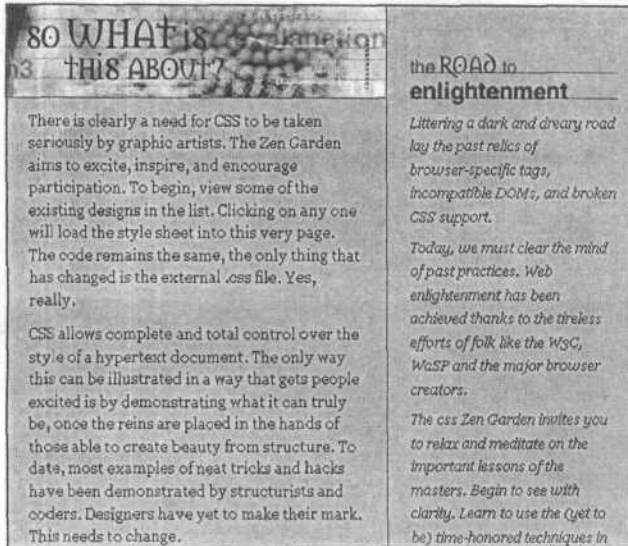 so WHAt is
tHiS ABOUT?
There is clearly a need for CSS to be taken
seriously by graphic artists. The Zen Garden
aims to excite, inspire, and encourage
participation. To begin, view some of the
existing designs in the list. Clicking on any one
will load the style sheet into this very page.
The code remains the same, the only thing that
has changed is the external .css file. Yes,
really.
CSS allows complete and total control over the
style of a hypertext document. The only way
this can be illustrated in a way that gets people
excited is by demonstrating what it can truly
be, once the reins are placed in the hands of
those able to create beauty from structure. To
date, most examples of neat tricks and hacks
have been demonstrated by structurists and
coders. Designers have yet to make their mark.
This needs to change.
the ROAD to
enlightenment
Littering a dark and dreary road
lay the past relics of
browser-specific tags,
incompatible DOMs, and broken
CSS support.
Today, we must clear the mind
of past practices. Web
enlightenment has been
achieved thanks to the tireless
efforts of folk like the W3C,
WaSP and the major browser
creators.
The css Zen Garden invites you
to relax and meditate on the
important lessons of the
masters. Begin to see with
clarity. Learn to use the (yet to
be) time-honored techniques in